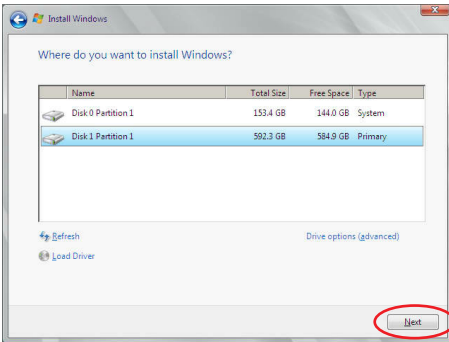 Install Windows
Where do you want to install Windows?
Name Total Size Free Space Type
Disk 0 Partition 1 153.4 GB 144.0 GB System
Disk 1 Partition 1 592.3 GB 584.9 GB Primary
Refresh Drive options (advanced)
Load Driver
Next